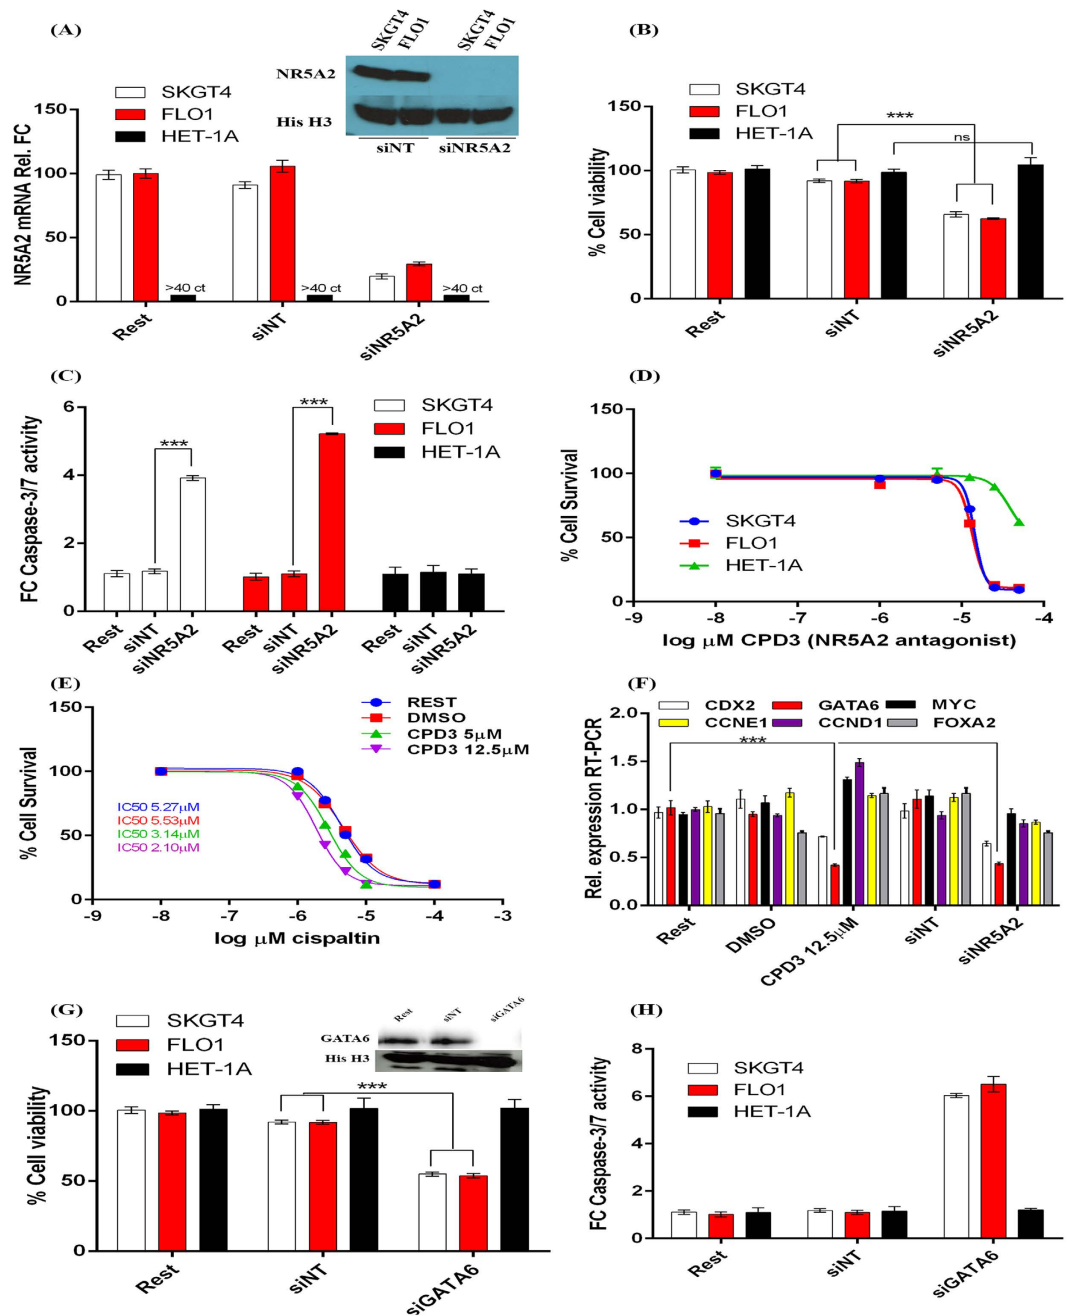 (A)
SKGT4
FLO1
SKGT4
FLO1
NR5A2
His H3
siNT
siNR5A2
SKGT4
FLO1
HET-1A
NR5A2 mRNA Rel. FC
150
100
50
0
>40 ct
>40 ct
>40 ct
Rest
siNT
siNR5A2
(B)
SKGT4
FLO1
HET-1A
% Cell viability
150
100
50
0
***
ns
Rest
siNT
siNR5A2
(C)
FC Caspase-3/7 activity
6
4
2
0
***
***
SKGT4
FLO1
HET-1A
Rest
siNT
siNR5A2
Rest
siNT
siNR5A2
Rest
siNT
siNR5A2
(D)
% Cell Survival
150
100
50
0
SKGT4
FLO1
HET-1A
-9
-8
-7
-6
-5
-4
log μM CPD3 (NR5A2 antagonist)
(E)
REST
DMSO
CPD3 5μM
CPD3 12.5μM
% Cell Survival
150
100
50
0
IC50 5.27μM
IC50 5.53μM
IC50 3.14μM
IC50 2.10μM
-9
-8
-7
-6
-5
-4
-3
log μM cispaltin
(F)
CDX2
GATA6
MYC
CCNE1
CCND1
FOXA2
Rel. expression RT-PCR
2.0
1.5
1.0
0.5
0.0
***
Rest
DMSO
CPD3 12.5μM
siNT
siNR5A2
(G)
SKGT4
FLO1
HET-1A
Rest
siNT
siGATA6
GATA6
His H3
% Cell viability
150
100
50
0
***
Rest
siNT
siGATA6
(H)
SKGT4
FLO1
HET-1A
FC Caspase-3/7 activity
8
6
4
2
0
Rest
siNT
siGATA6